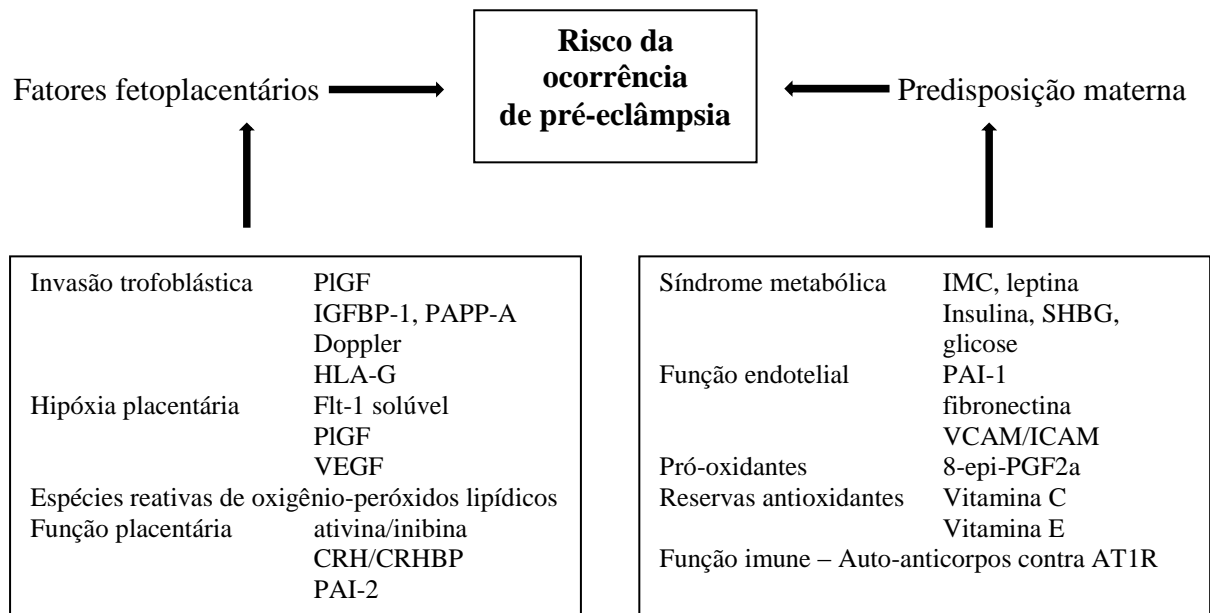 Risco da
ocorrência
de pré-eclâmpsia
Fatores fetoplacentários
Predisposição materna
Invasão trofoblástica PlGF
IGFBP-1, PAPP-A
Doppler
HLA-G
Hipóxia placentária Flt-1 solúvel
PlGF
VEGF
Espécies reativas de oxigênio-peróxidos lipídicos
Função placentária ativina/inibina
CRH/CRHBP
PAI-2
Síndrome metabólica IMC, leptina
Insulina, SHBG,
glicose
Função endotelial PAI-1
fibronectina
VCAM/ICAM
Pró-oxidantes 8-epi-PGF2a
Reservas antioxidantes Vitamina C
Vitamina E
Função imune – Auto-anticorpos contra AT1R